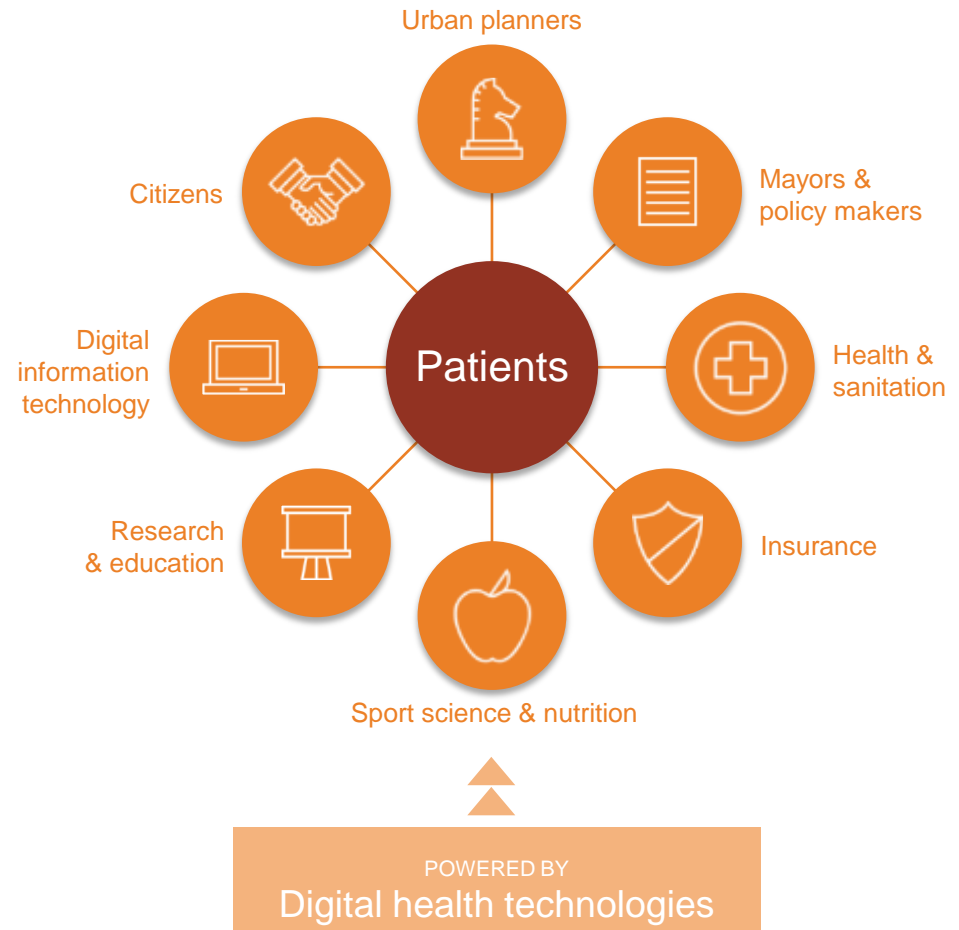 Urban planners
Mayors &
policy makers
Citizens
Patients
Digital
information
technology
Health &
sanitation
Research
& education
Insurance
Sport science & nutrition
POWERED BY
Digital health technologies